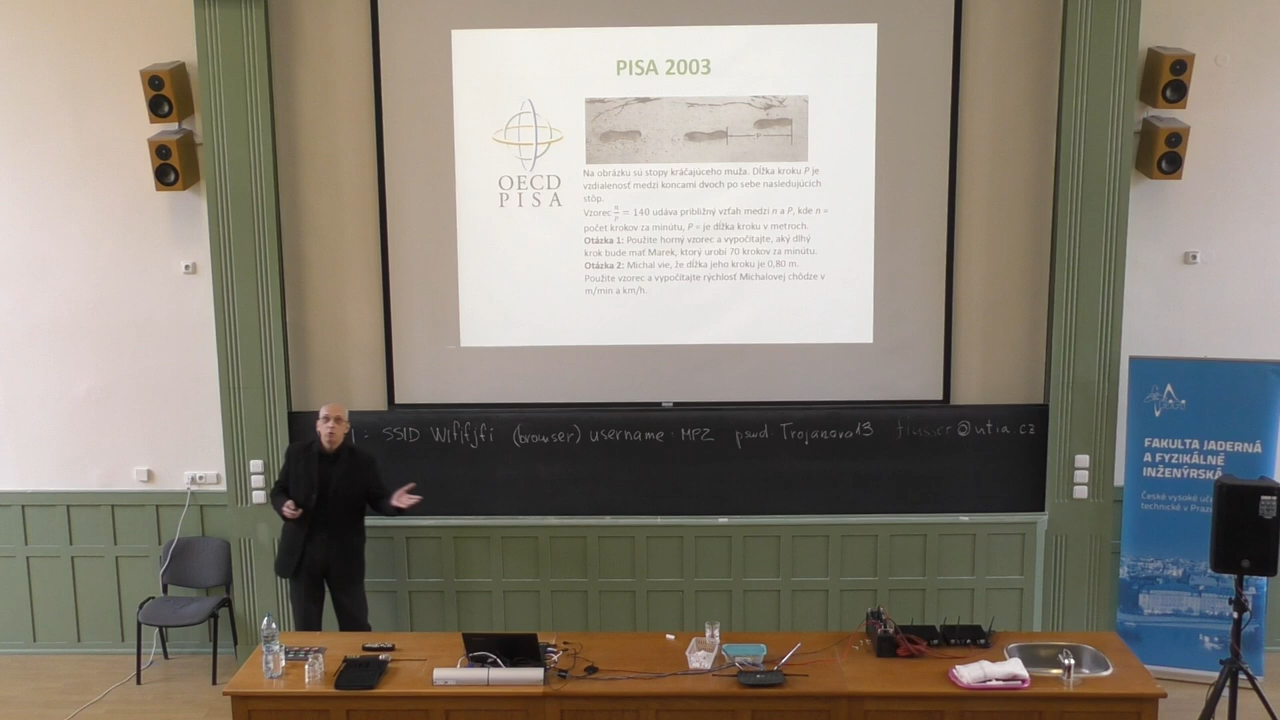 PISA 2003
OECD
PISA
P
Na obrázku sú stopy kráčajúceho muža. Dĺžka kroku P je
vzdialenosť medzi koncami dvoch po sebe nasledujúcich
stôp.
Vzorec n/P = 140 udáva približný vzťah medzi n a P, kde n =
počet krokov za minútu, P = je dĺžka kroku v metroch.
Otázka 1: Použite horný vzorec a vypočítajte, aký dlhý
krok bude mať Marek, ktorý urobí 70 krokov za minútu.
Otázka 2: Michal vie, že dĺžka jeho kroku je 0,80 m.
Použite vzorec a vypočítajte rýchlosť Michalovej chôdze v
m/min a km/h.
: SSID Wififjfi (browser) username: MPZ pswd. Trojanova13 flusser@utia.cz
FAKULTA JADERNÁ
A FYZIKÁLNĚ
INŽENÝRSKÁ
České vysoké uč
technické v Praz